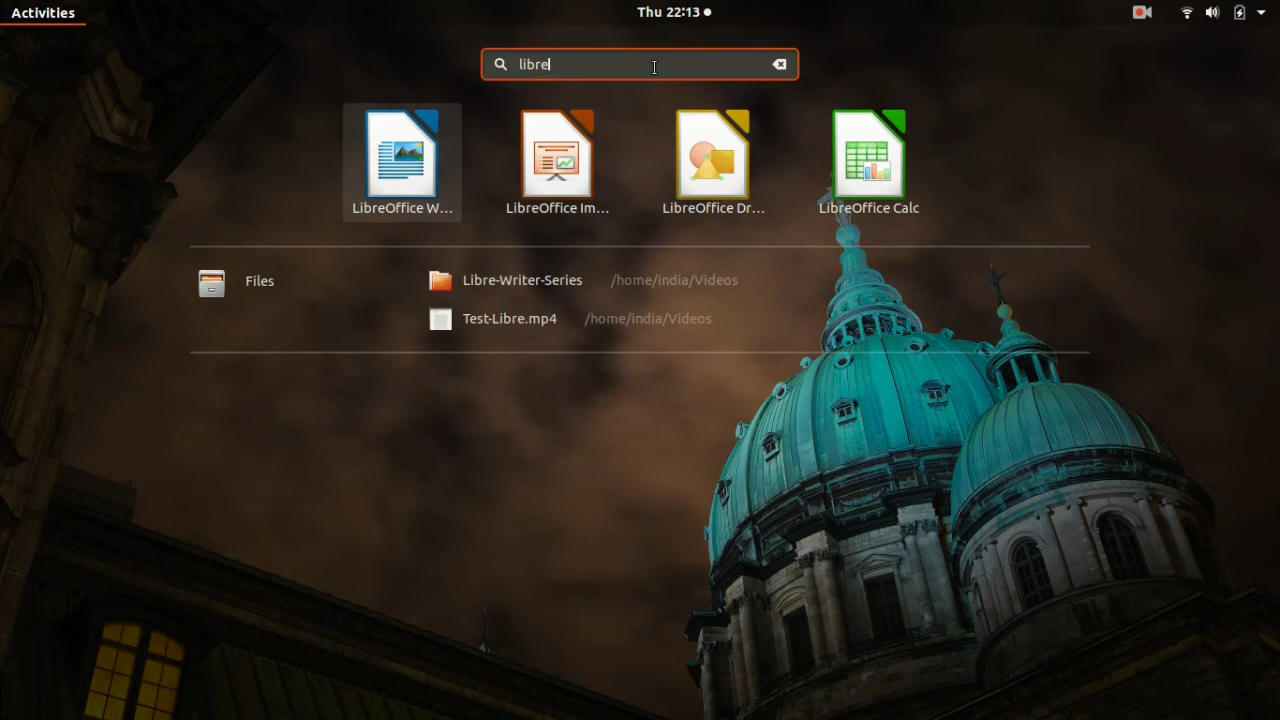 Activities
Thu 22:13
libre
LibreOffice W...
LibreOffice Im...
LibreOffice Dr...
LibreOffice Calc
Files
Libre-Writer-Series /home/india/Videos
Test-Libre.mp4 /home/india/Videos